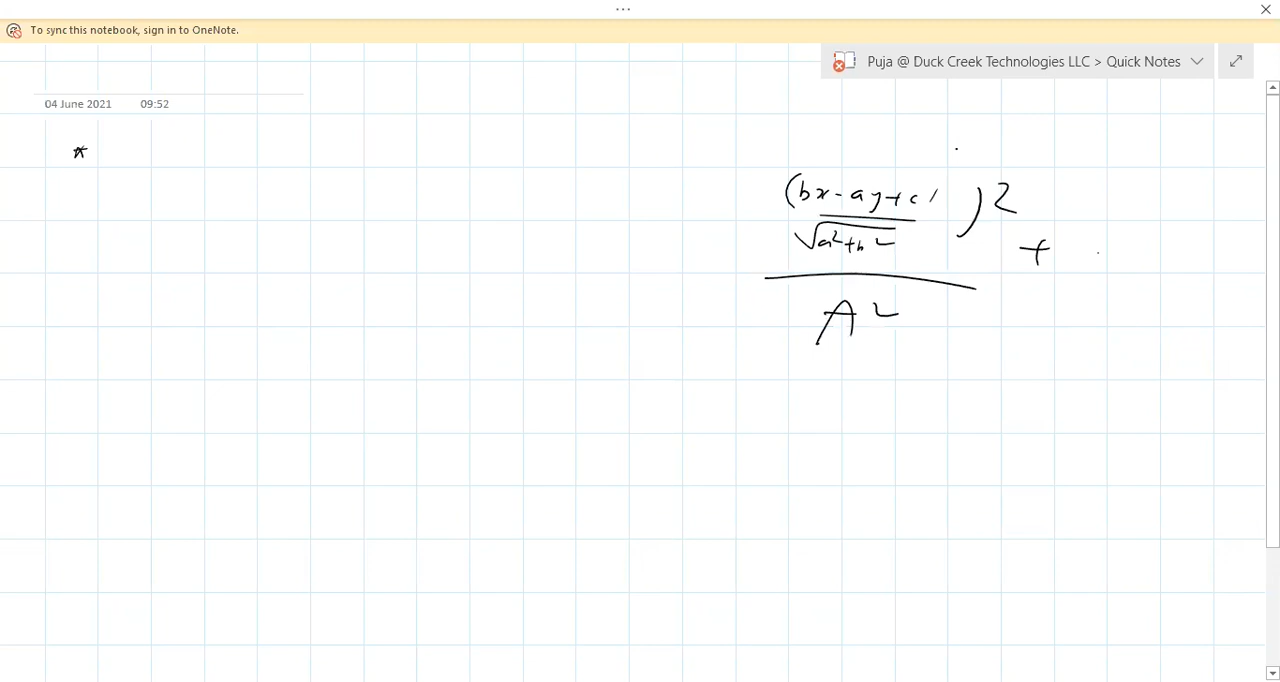 To sync this notebook, sign in to OneNote.
Puja @ Duck Creek Technologies LLC > Quick Notes
04 June 2021 09:52
*
(bx-ay+c')2
√a2+b2
+
A2